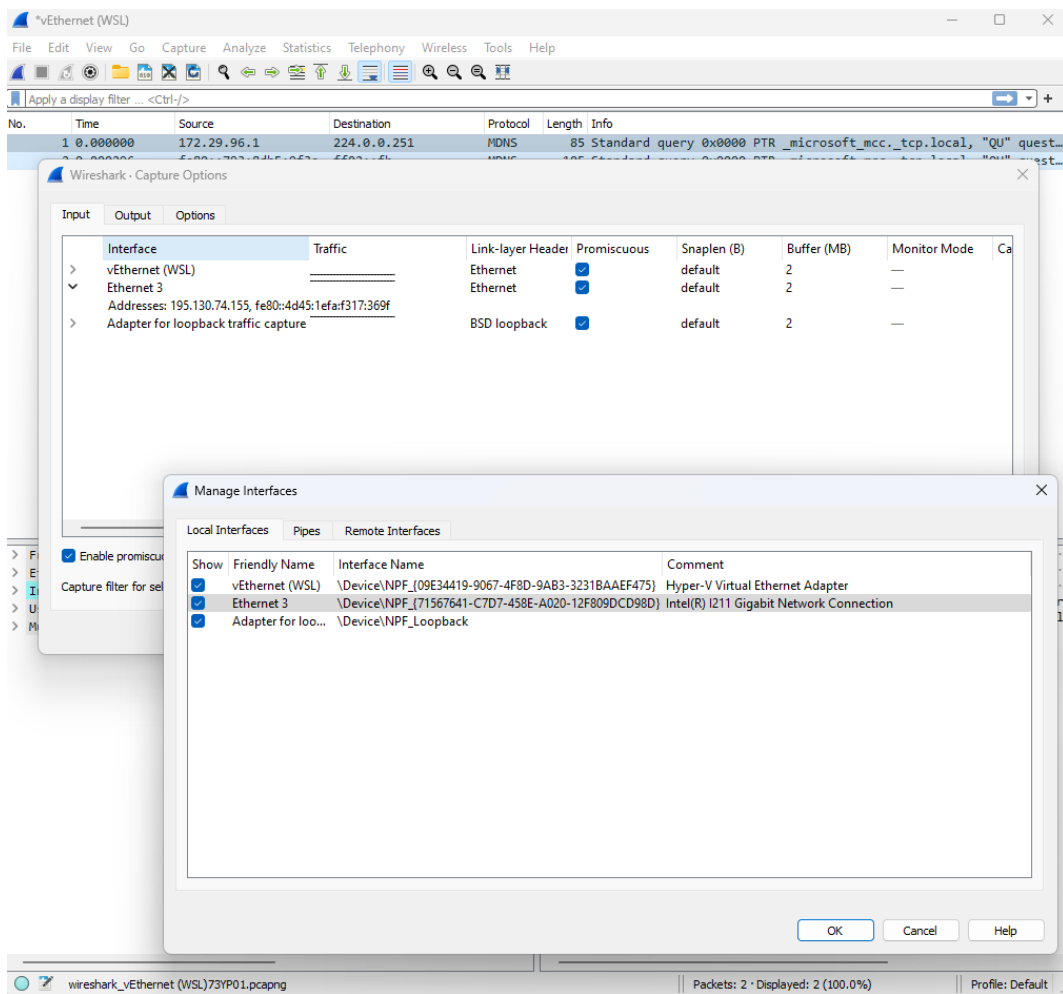 *vEthernet (WSL)
File Edit View Go Capture Analyze Statistics Telephony Wireless Tools Help
Apply a display filter ... <Ctrl-/>
No. Time Source Destination Protocol Length Info
1 0.000000 172.29.96.1 224.0.0.251 MDNS 85 Standard query 0x0000 PTR _microsoft_mcc._tcp.local, "QU" quest…
Wireshark · Capture Options
Input Output Options
Interface Traffic Link-layer Header Promiscuous Snaplen (B) Buffer (MB) Monitor Mode Ca
vEthernet (WSL) Ethernet default 2 —
Ethernet 3 Ethernet default 2 —
Addresses: 195.130.74.155, fe80::4d45:1efa:f317:369f
Adapter for loopback traffic capture BSD loopback default 2 —
Manage Interfaces
Local Interfaces Pipes Remote Interfaces
Enable promiscu
Capture filter for sel
Show Friendly Name Interface Name Comment
vEthernet (WSL) \Device\NPF_{09E34419-9067-4F8D-9AB3-3231BAAEF475} Hyper-V Virtual Ethernet Adapter
Ethernet 3 \Device\NPF_{71567641-C7D7-458E-A020-12F809DCD98D} Intel(R) I211 Gigabit Network Connection
Adapter for loo... \Device\NPF_Loopback
OK Cancel Help
wireshark_vEthernet (WSL)73YP01.pcapng Packets: 2 · Displayed: 2 (100.0%) Profile: Default